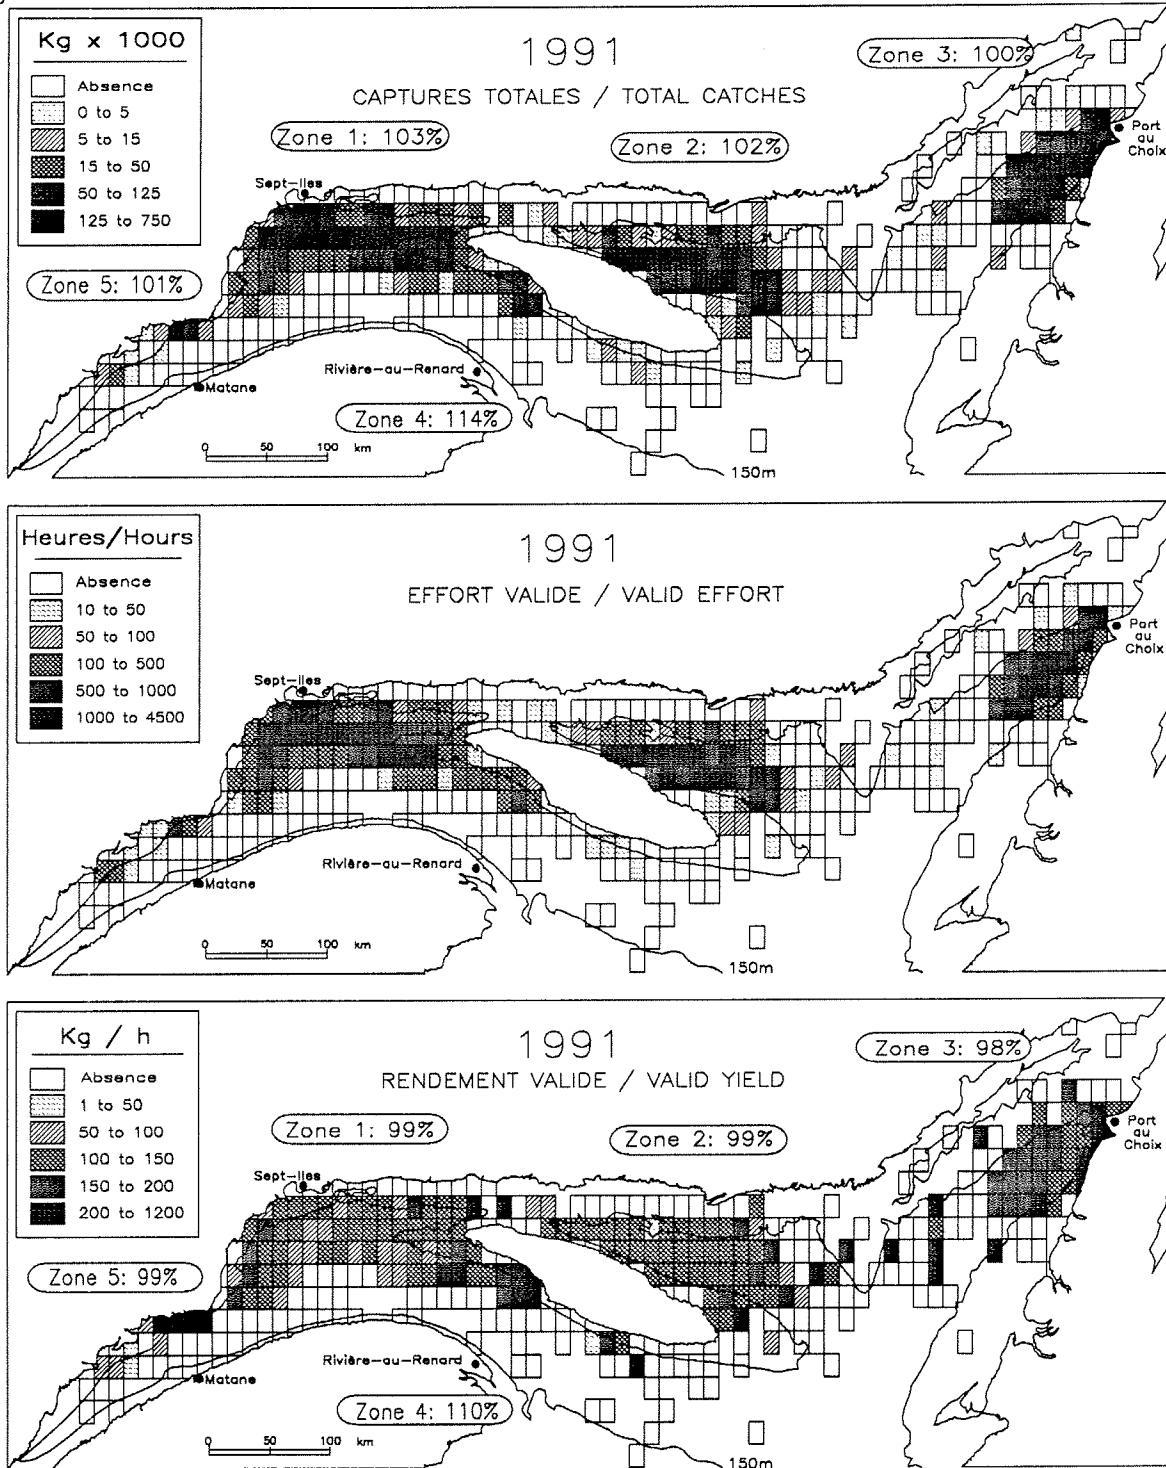 Kg x 1000
Absence
0 to 5
5 to 15
15 to 50
50 to 125
125 to 750
1991
CAPTURES TOTALES / TOTAL CATCHES
Zone 1: 103%
Zone 2: 102%
Zone 3: 100%
Port
au
Choix
Sept-Iles
Zone 5: 101%
Rivière-au-Renard
Matane
Zone 4: 114%
0 50 100 km
150m
Heures/Hours
Absence
10 to 50
50 to 100
100 to 500
500 to 1000
1000 to 4500
1991
EFFORT VALIDE / VALID EFFORT
Port
au
Choix
Sept-Iles
Rivière-au-Renard
Matane
0 50 100 km
150m
Kg / h
Absence
1 to 50
50 to 100
100 to 150
150 to 200
200 to 1200
1991
RENDEMENT VALIDE / VALID YIELD
Zone 3: 98%
Zone 1: 99%
Zone 2: 99%
Port
au
Choix
Sept-Iles
Zone 5: 99%
Rivière-au-Renard
Matane
Zone 4: 110%
0 50 100 km
150m